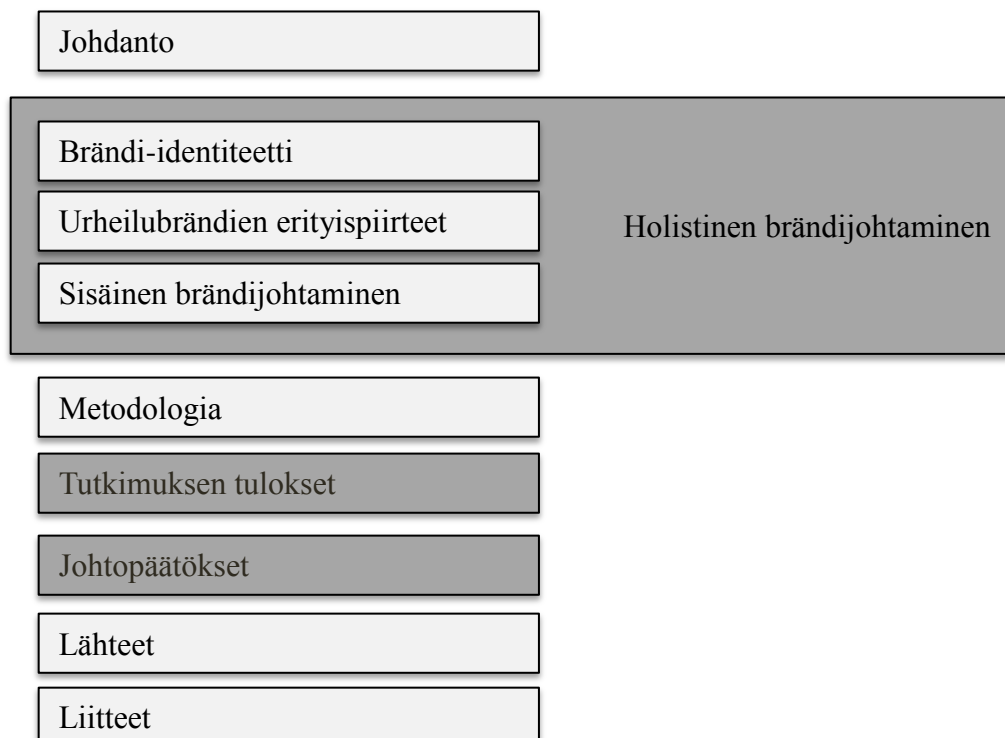 Johdanto
Brändi-identiteetti
Urheilubrändien erityispiirteet
Holistinen brändijohtaminen
Sisäinen brändijohtaminen
Metodologia
Tutkimuksen tulokset
Johtopäätökset
Lähteet
Liitteet